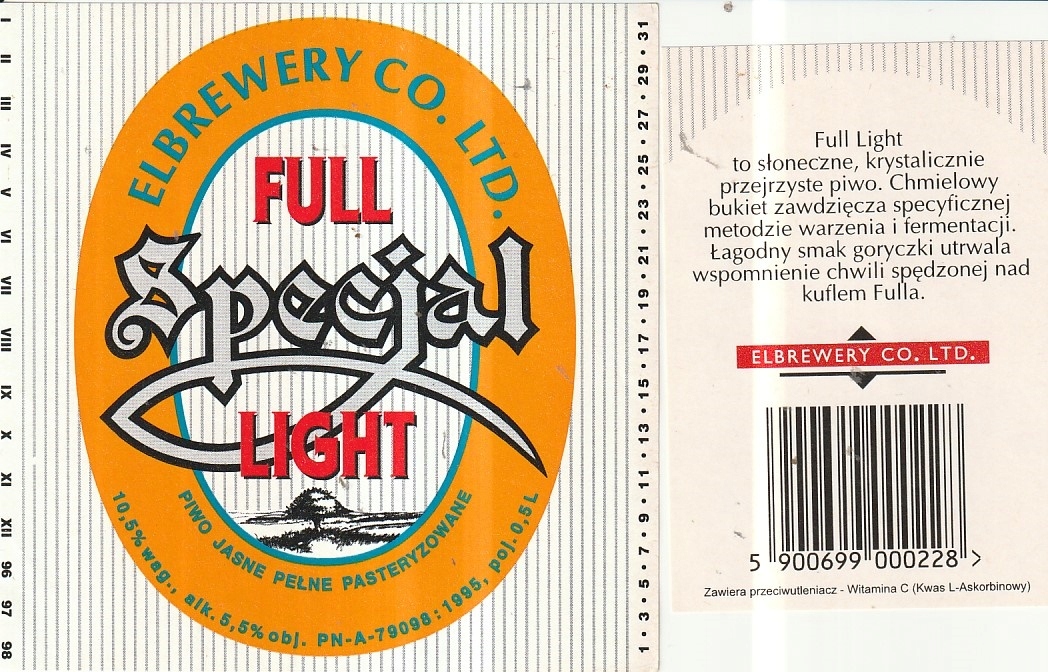 I II III IV V VI VII VIII IX X XI XII 96 97 98
ELBREWERY CO. LTD.
FULL
Specjal
LIGHT
PIWO JASNE PEŁNE PASTERYZOWANE
10,5% wag., alk. 5,5% obj. PN-A-79098:1995, poj. 0,5 L
1 • 3 • 5 • 7 • 9 • 11 • 13 • 15 • 17 • 19 • 21 • 23 • 25 • 27 • 29 • 31
Full Light
to słoneczne, krystalicznie
przejrzyste piwo. Chmielowy
bukiet zawdzięcza specyficznej
metodzie warzenia i fermentacji.
Łagodny smak goryczki utrwala
wspomnienie chwili spędzonej nad
kuflem Fulla.
ELBREWERY CO. LTD.
5 900699 000228 >
Zawiera przeciwutleniacz - Witamina C (Kwas L-Askorbinowy)